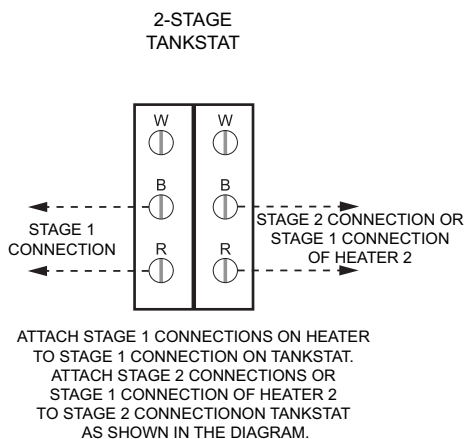 2-STAGE
TANKSTAT
W W
B B
STAGE 1
CONNECTION
STAGE 2 CONNECTION OR
STAGE 1 CONNECTION
OF HEATER 2
R R
ATTACH STAGE 1 CONNECTIONS ON HEATER
TO STAGE 1 CONNECTION ON TANKSTAT.
ATTACH STAGE 2 CONNECTIONS OR
STAGE 1 CONNECTION OF HEATER 2
TO STAGE 2 CONNECTIONON TANKSTAT
AS SHOWN IN THE DIAGRAM.